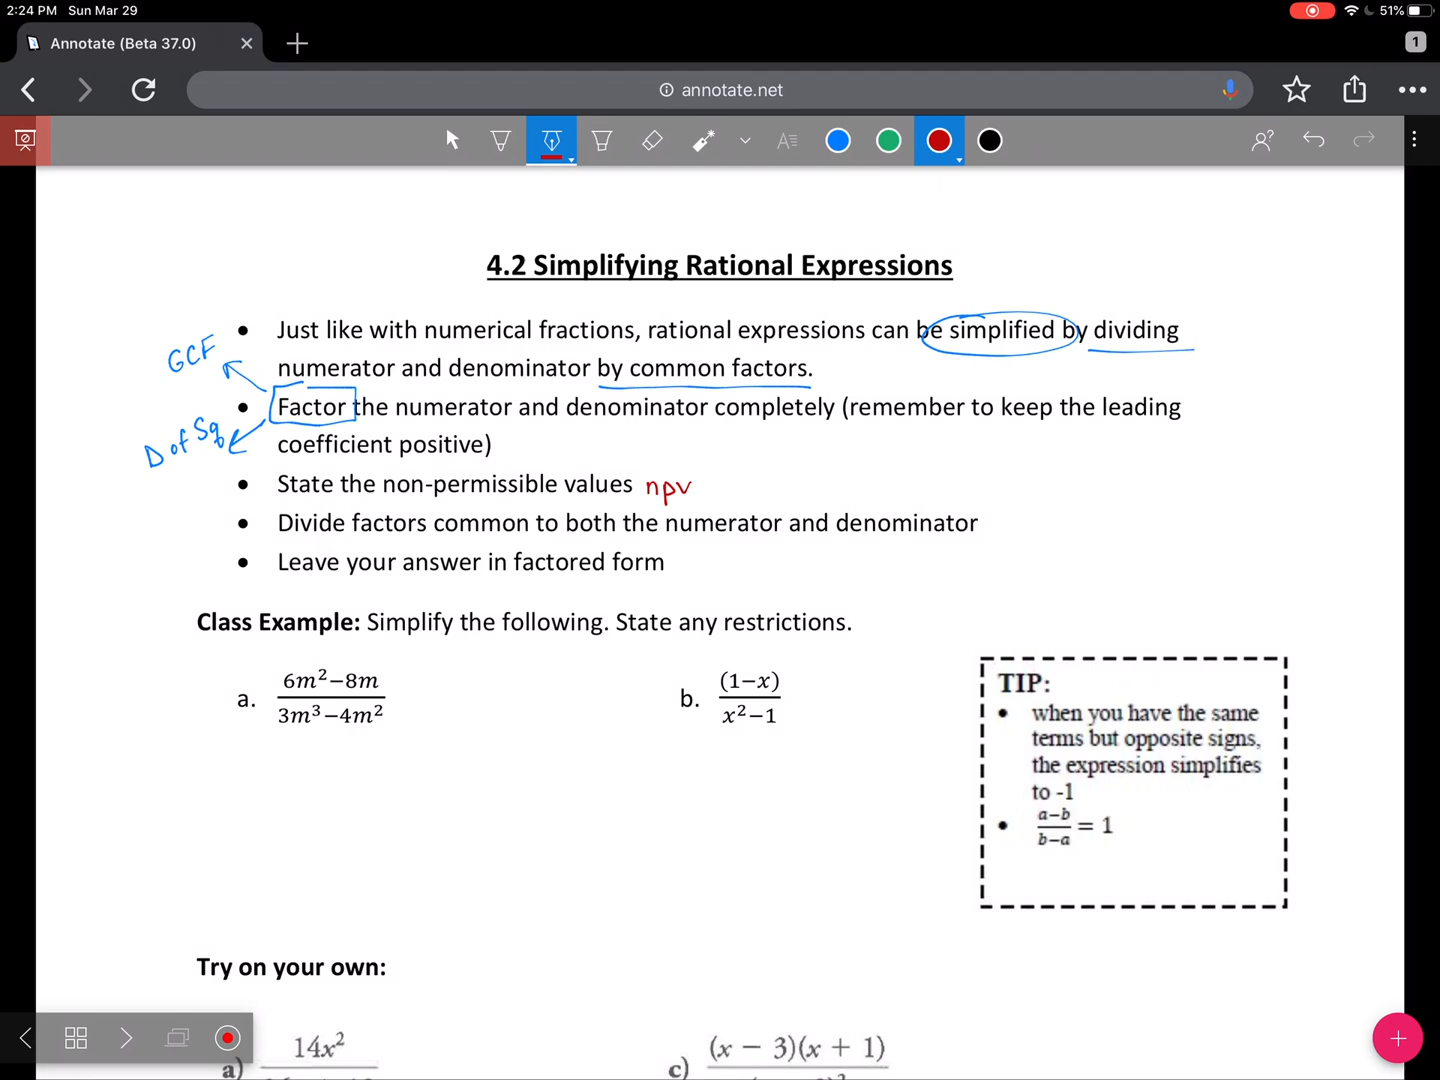 2:24 PM Sun Mar 29
51%
Annotate (Beta 37.0)
1
annotate.net
4.2 Simplifying Rational Expressions
• Just like with numerical fractions, rational expressions can be simplified by dividing
GCF
numerator and denominator by common factors.
• Factor the numerator and denominator completely (remember to keep the leading
D of Sq
coefficient positive)
• State the non-permissible values npv
• Divide factors common to both the numerator and denominator
• Leave your answer in factored form
Class Example: Simplify the following. State any restrictions.
a. (6m²−8m)/(3m³−4m²)
b. (1−x)/(x²−1)
TIP:
• when you have the same
terms but opposite signs,
the expression simplifies
to -1
• (a−b)/(b−a) = 1
Try on your own:
a) 14x²
c) (x − 3)(x + 1)